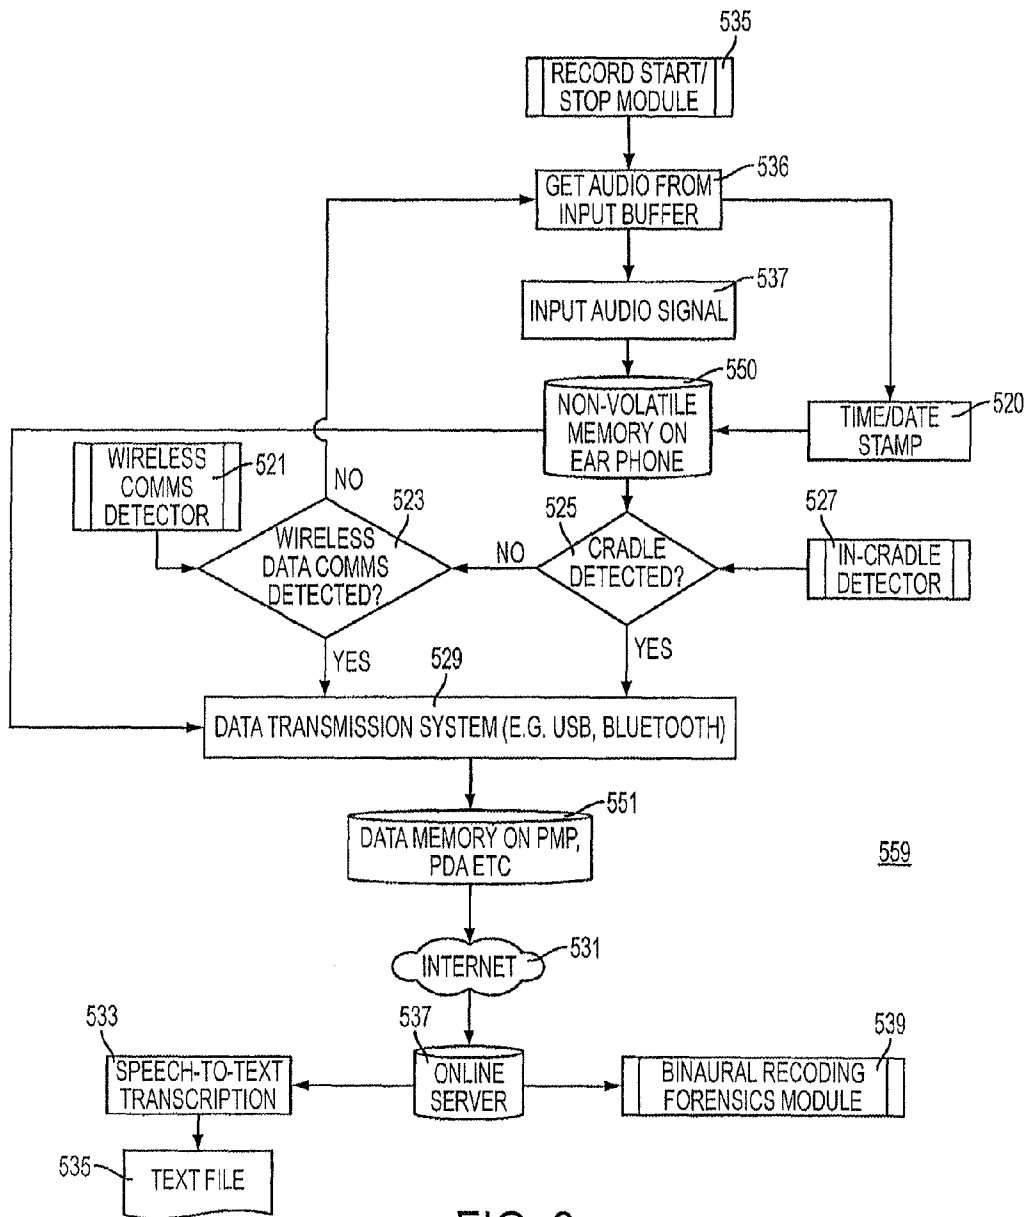 535
RECORD START/
STOP MODULE
536
GET AUDIO FROM
INPUT BUFFER
537
INPUT AUDIO SIGNAL
550
NON-VOLATILE
MEMORY ON
EAR PHONE
520
TIME/DATE
STAMP
WIRELESS
COMMS
DETECTOR
521
NO
523
WIRELESS
DATA COMMS
DETECTED?
NO
525
CRADLE
DETECTED?
527
IN-CRADLE
DETECTOR
YES
YES
529
DATA TRANSMISSION SYSTEM (E.G. USB, BLUETOOTH)
551
DATA MEMORY ON PMP,
PDA ETC
559
INTERNET
531
533
SPEECH-TO-TEXT
TRANSCRIPTION
537
ONLINE
SERVER
539
BINAURAL RECODING
FORENSICS MODULE
535
TEXT FILE